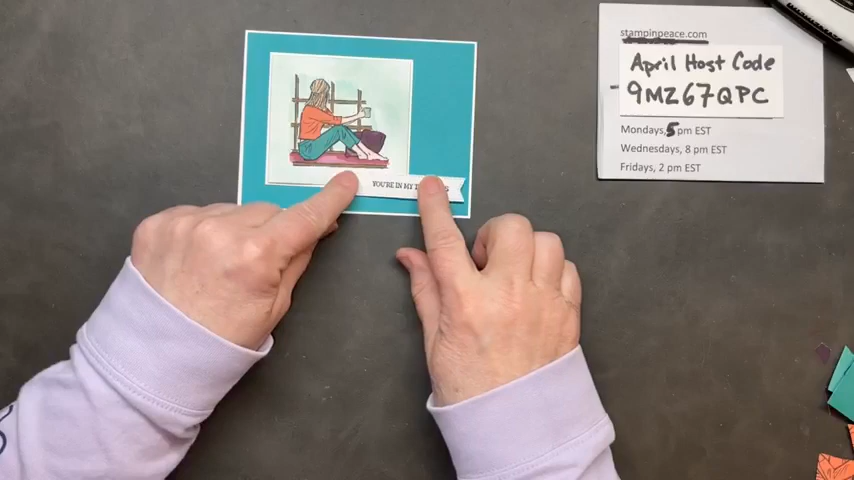 stampinpeace.com
April Host Code
9MZ67QPC
Mondays, 5 pm EST
Wednesdays, 8 pm EST
Fridays, 2 pm EST
YOU'RE IN MY